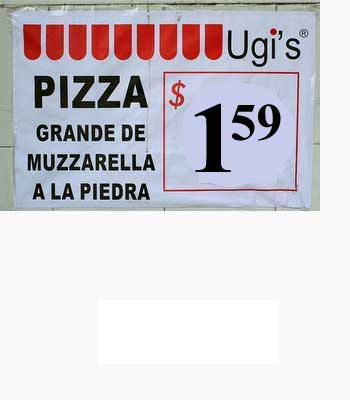 Ugi's®
PIZZA
GRANDE DE
MUZZARELLA
A LA PIEDRA
$ 1 59